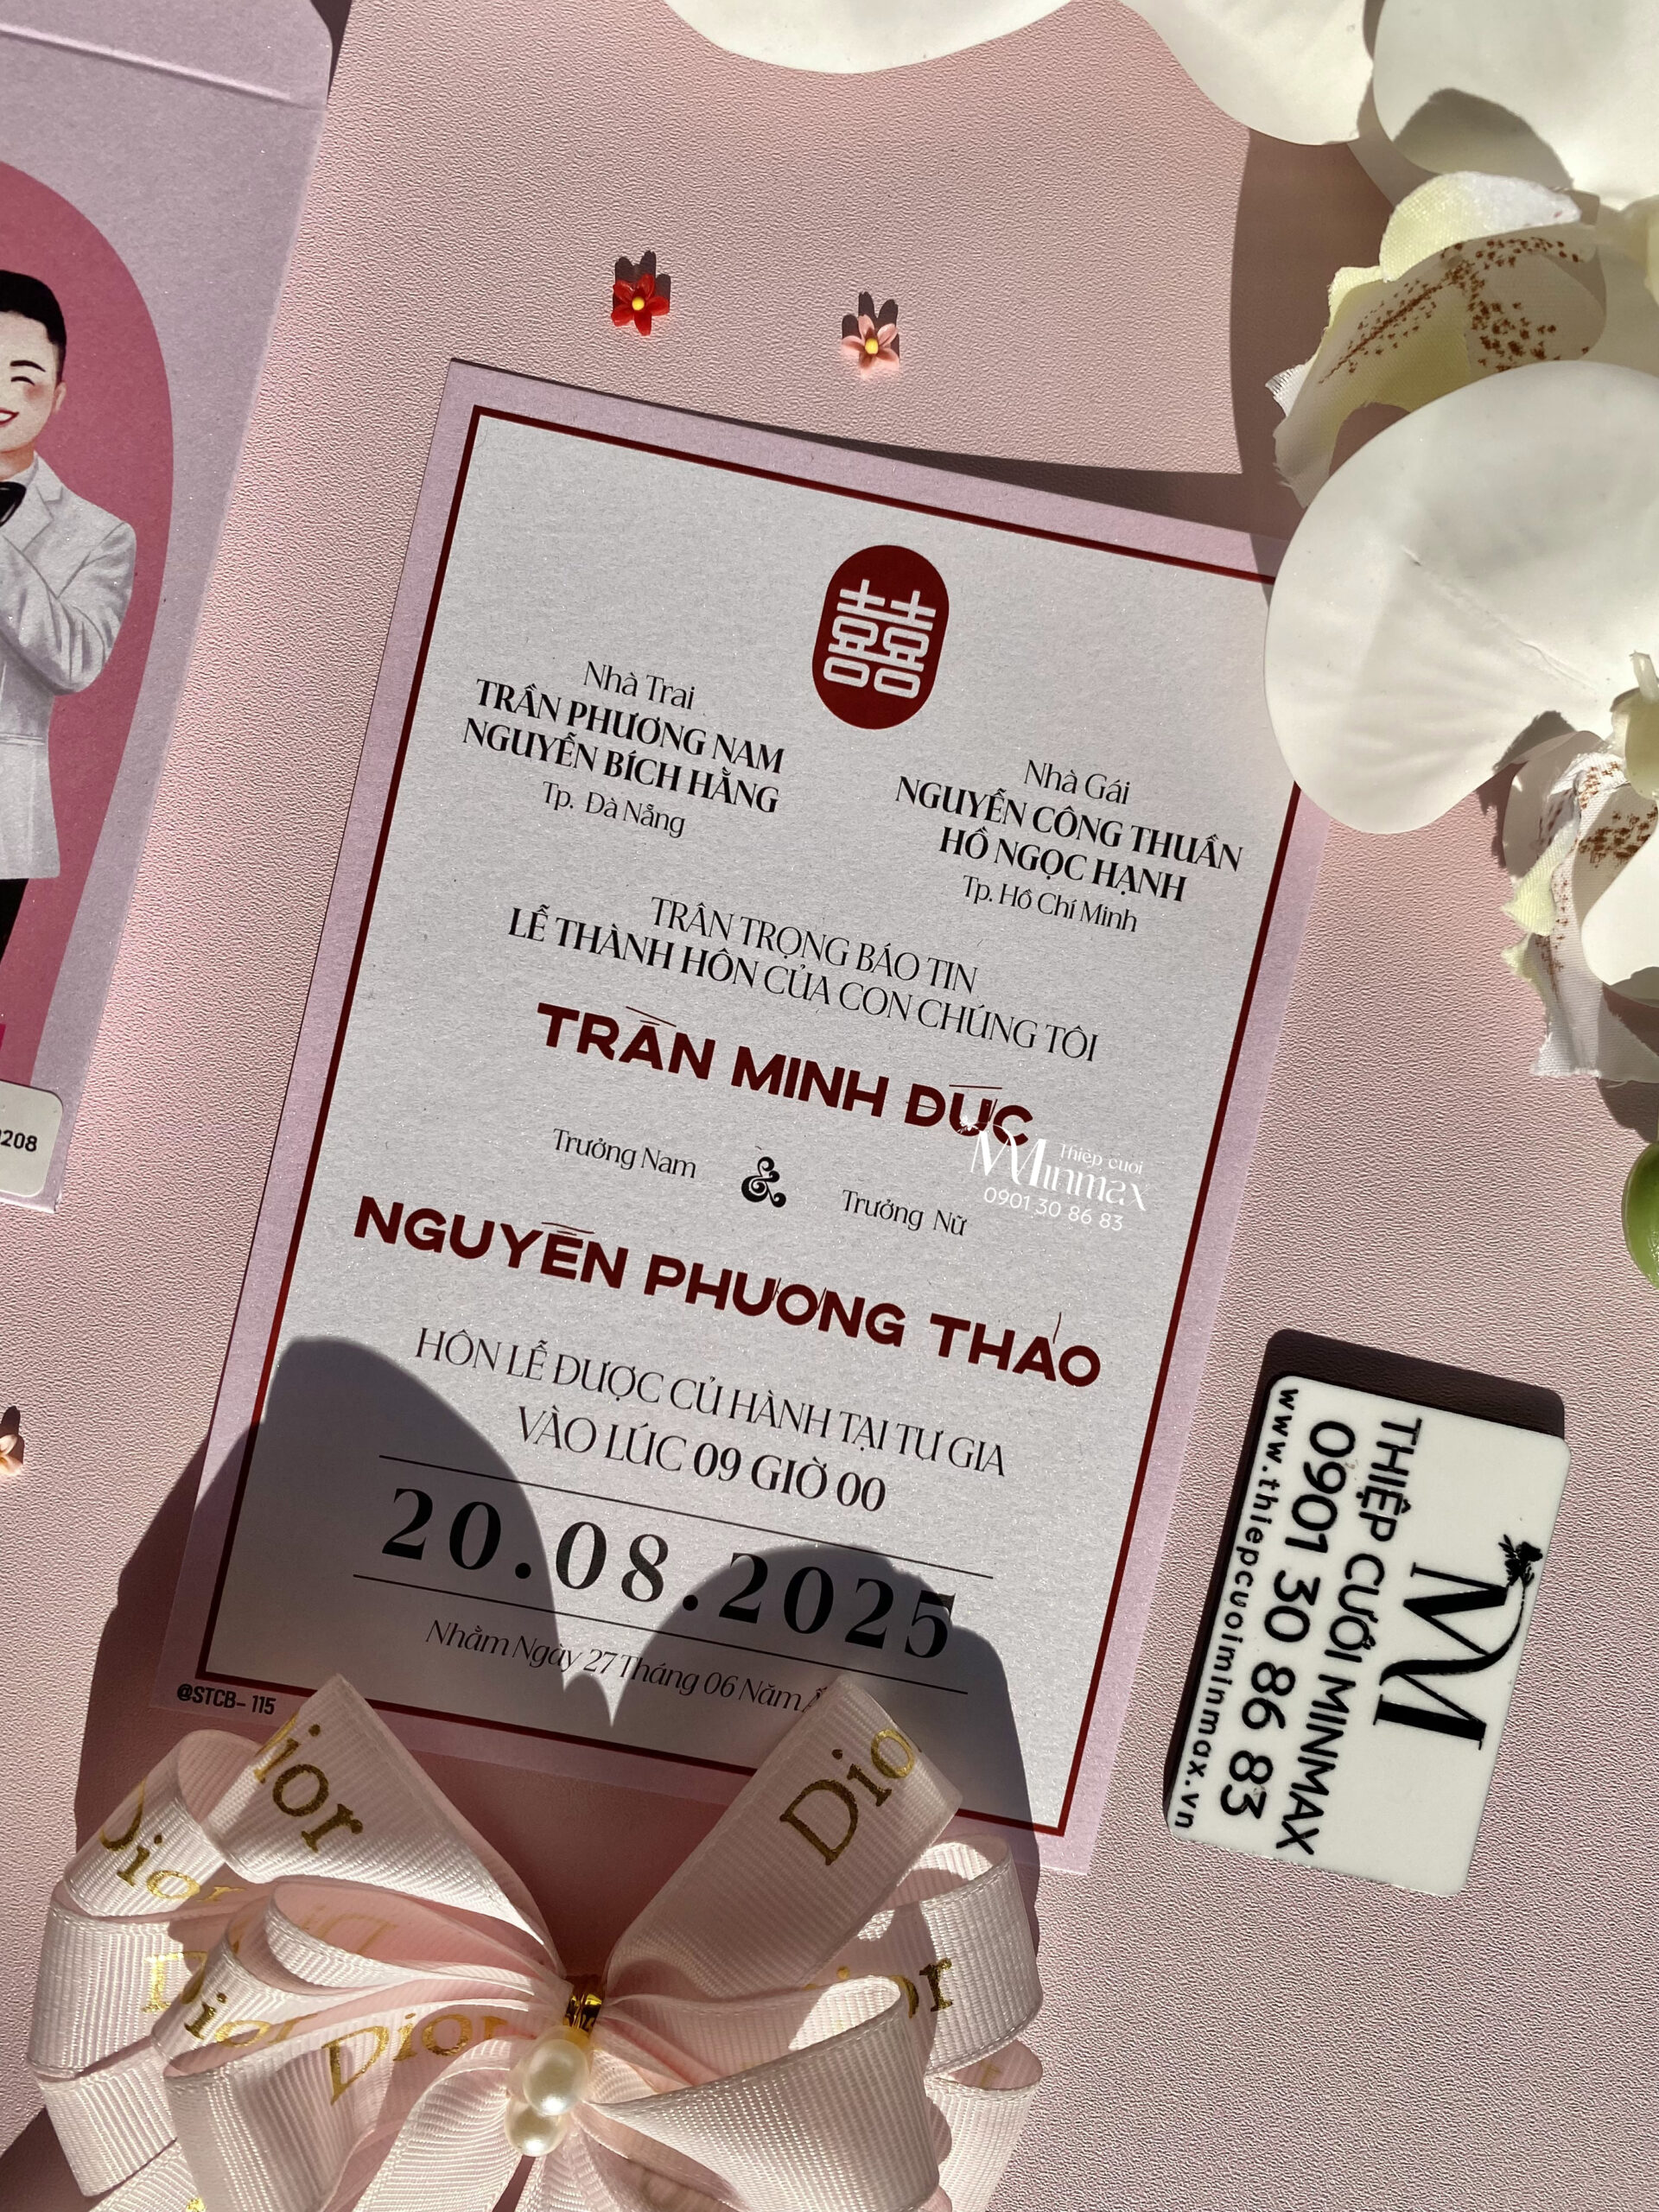 囍
Nhà Trai
TRẦN PHƯƠNG NAM
NGUYỄN BÍCH HẰNG
Tp. Đà Nẵng
Nhà Gái
NGUYỄN CÔNG THUẦN
HỒ NGỌC HẠNH
Tp. Hồ Chí Minh
TRÂN TRỌNG BÁO TIN
LỄ THÀNH HÔN CỦA CON CHÚNG TÔI
TRẦN MINH ĐỨC
Trưởng Nam
&
Trưởng Nữ
NGUYỄN PHƯƠNG THẢO
HÔN LỄ ĐƯỢC CỦ HÀNH TẠI TƯ GIA
VÀO LÚC 09 GIỜ 00
20.08.2025
Nhằm Ngày 27 Tháng 06 Năm
@STCB- 115
Thiệp cưới
Minmax
0901 30 86 83
M
THIỆP CƯỚI MINMAX
0901 30 86 83
www.thiepcuoiminmax.vn
208
Dior
Dior
Dior
Dior
Dior